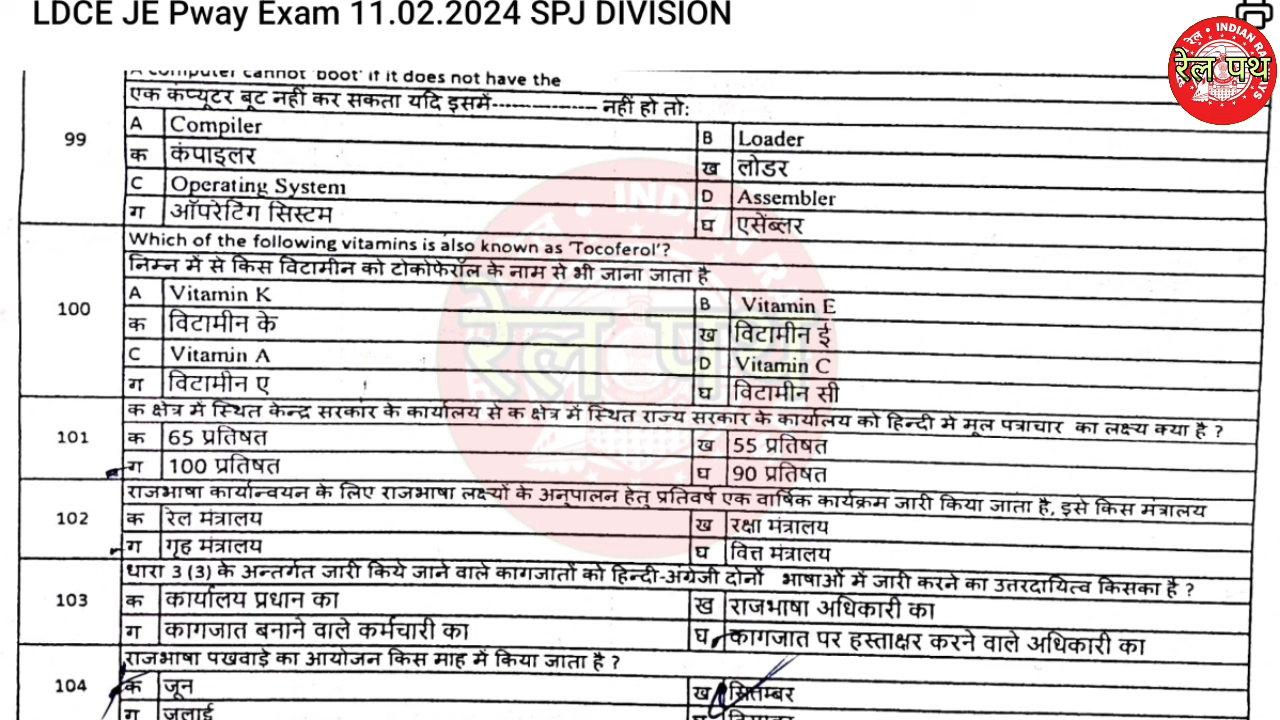 LDCE JE Pway Exam 11.02.2024 SPJ DIVISION
INDIAN RAILWAYS
रेल पथ
A computer cannot 'boot' if it does not have the
एक कंप्यूटर बूट नहीं कर सकता यदि इसमें---------------- नहीं हो तो:
99
A Compiler B Loader
क कंपाइलर ख लोडर
C Operating System D Assembler
ग ऑपरेटिंग सिस्टम घ एसेंब्लर
100
Which of the following vitamins is also known as 'Tocoferol'?
निम्न में से किस विटामीन को टोकोफेरॉल के नाम से भी जाना जाता है
A Vitamin K B Vitamin E
क विटामीन के ख विटामीन ई
C Vitamin A D Vitamin C
ग विटामीन ए घ विटामीन सी
101
क क्षेत्र में स्थित केन्द्र सरकार के कार्यालय से क क्षेत्र में स्थित राज्य सरकार के कार्यालय को हिन्दी मे मूल पत्राचार का लक्ष्य क्या है ?
क 65 प्रतिषत ख 55 प्रतिषत
ग 100 प्रतिषत घ 90 प्रतिषत
102
राजभाषा कार्यान्वयन के लिए राजभाषा लक्ष्यों के अनुपालन हेतु प्रतिवर्ष एक वार्षिक कार्यक्रम जारी किया जाता है, इसे किस मंत्रालय
क रेल मंत्रालय ख रक्षा मंत्रालय
ग गृह मंत्रालय घ वित्त मंत्रालय
103
धारा 3 (3) के अन्तर्गत जारी किये जाने वाले कागजातों को हिन्दी-अंग्रेजी दोनों भाषाओं में जारी करने का उतरदायित्व किसका है ?
क कार्यालय प्रधान का ख राजभाषा अधिकारी का
ग कागजात बनाने वाले कर्मचारी का घ कागजात पर हस्ताक्षर करने वाले अधिकारी का
104
राजभाषा पखवाड़े का आयोजन किस माह में किया जाता है ?
क जून ख सितम्बर
ग जुलाई